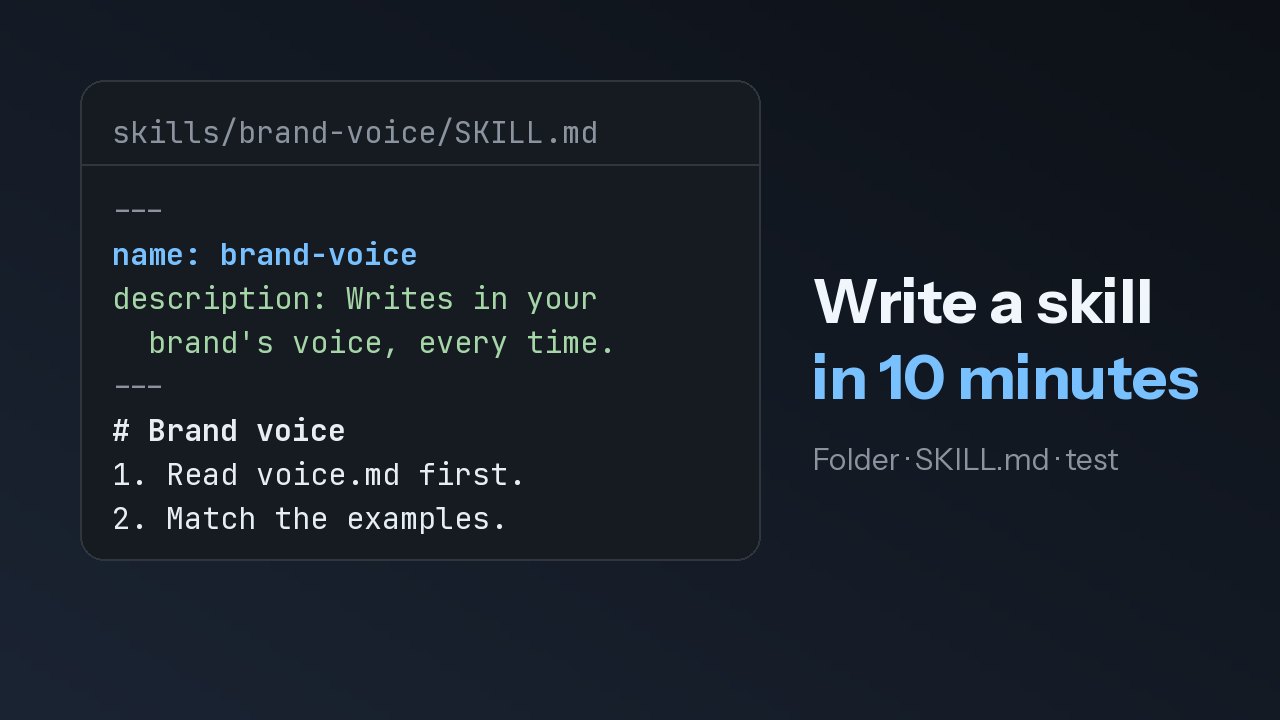 skills/brand-voice/SKILL.md
---
name: brand-voice
description: Writes in your
  brand's voice, every time.
---
# Brand voice
1. Read voice.md first.
2. Match the examples.
Write a skill
in 10 minutes
Folder · SKILL.md · test